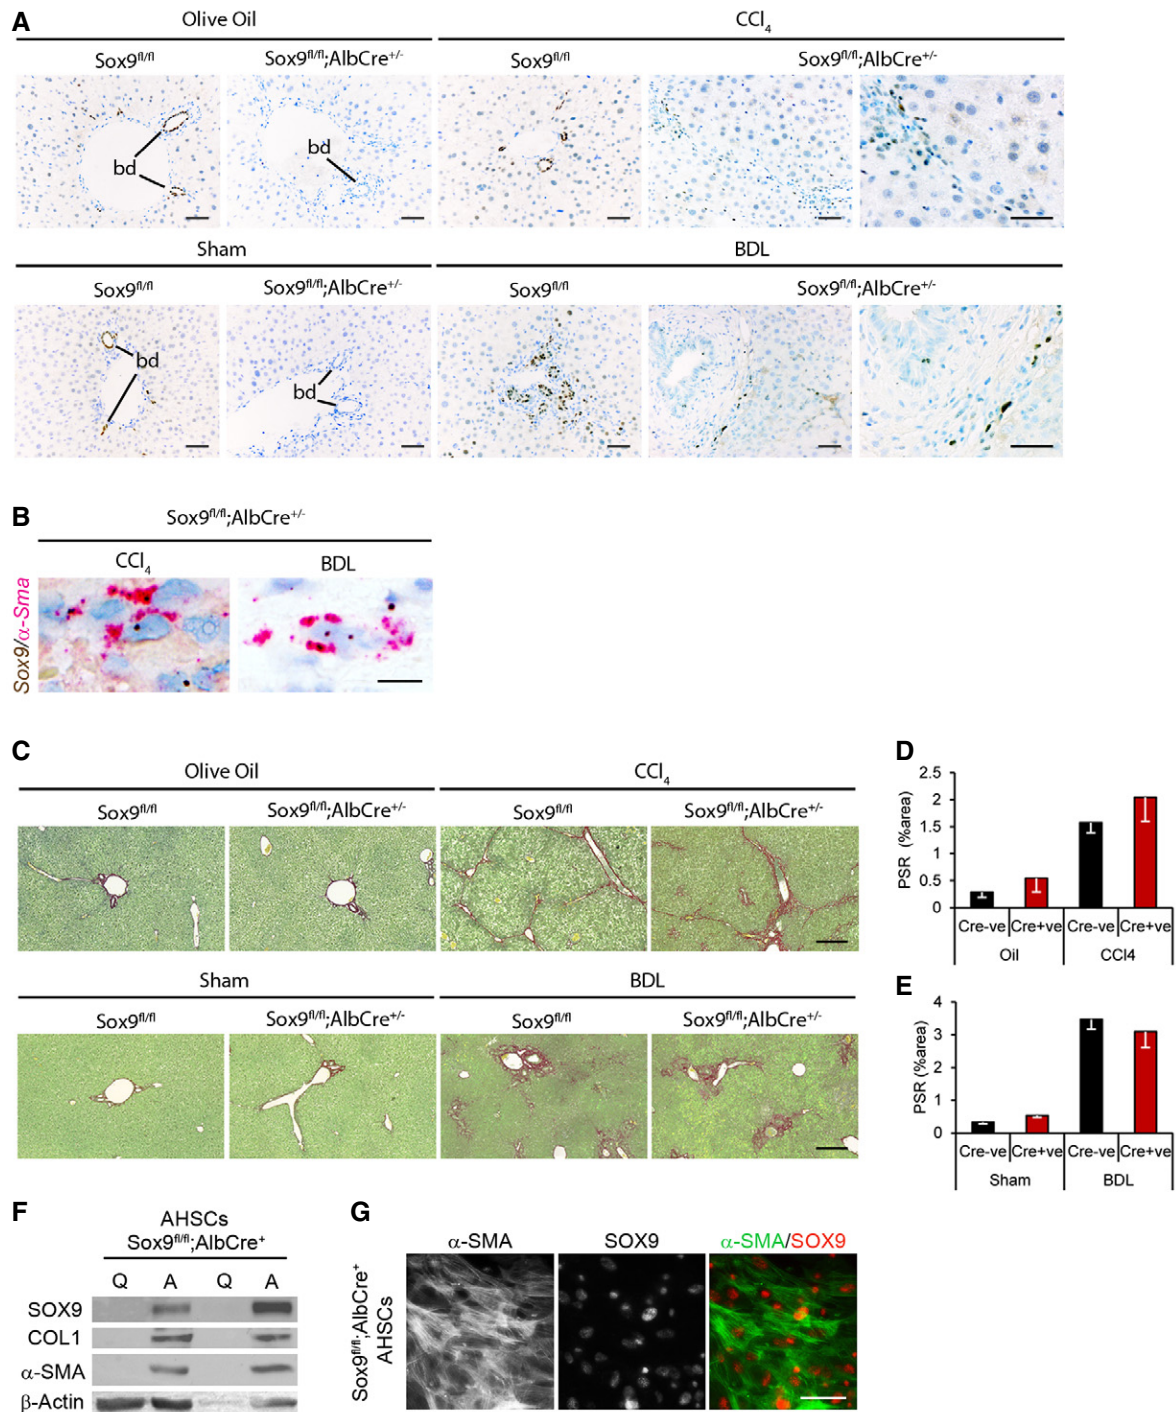 A
Olive Oil
CCl4
Sox9fl/fl
Sox9fl/fl;AlbCre+/-
Sox9fl/fl
Sox9fl/fl;AlbCre+/-
bd
bd
Sham
BDL
Sox9fl/fl
Sox9fl/fl;AlbCre+/-
Sox9fl/fl
Sox9fl/fl;AlbCre+/-
bd
bd
B
Sox9fl/fl;AlbCre+/-
CCl4
BDL
Sox9/α-Sma
C
Olive Oil
CCl4
Sox9fl/fl
Sox9fl/fl;AlbCre+/-
Sox9fl/fl
Sox9fl/fl;AlbCre+/-
Sham
BDL
Sox9fl/fl
Sox9fl/fl;AlbCre+/-
Sox9fl/fl
Sox9fl/fl;AlbCre+/-
D
PSR (%area)
2.5
2
1.5
1
0.5
0
Cre-ve Cre+ve Cre-ve Cre+ve
Oil CCl4
E
PSR (%area)
4
3
2
1
0
Cre-ve Cre+ve Cre-ve Cre+ve
Sham BDL
F
AHSCs
Sox9fl/fl;AlbCre+
Q A Q A
SOX9
COL1
α-SMA
β-Actin
G
α-SMA SOX9 α-SMA/SOX9
Sox9fl/fl;AlbCre+
AHSCs